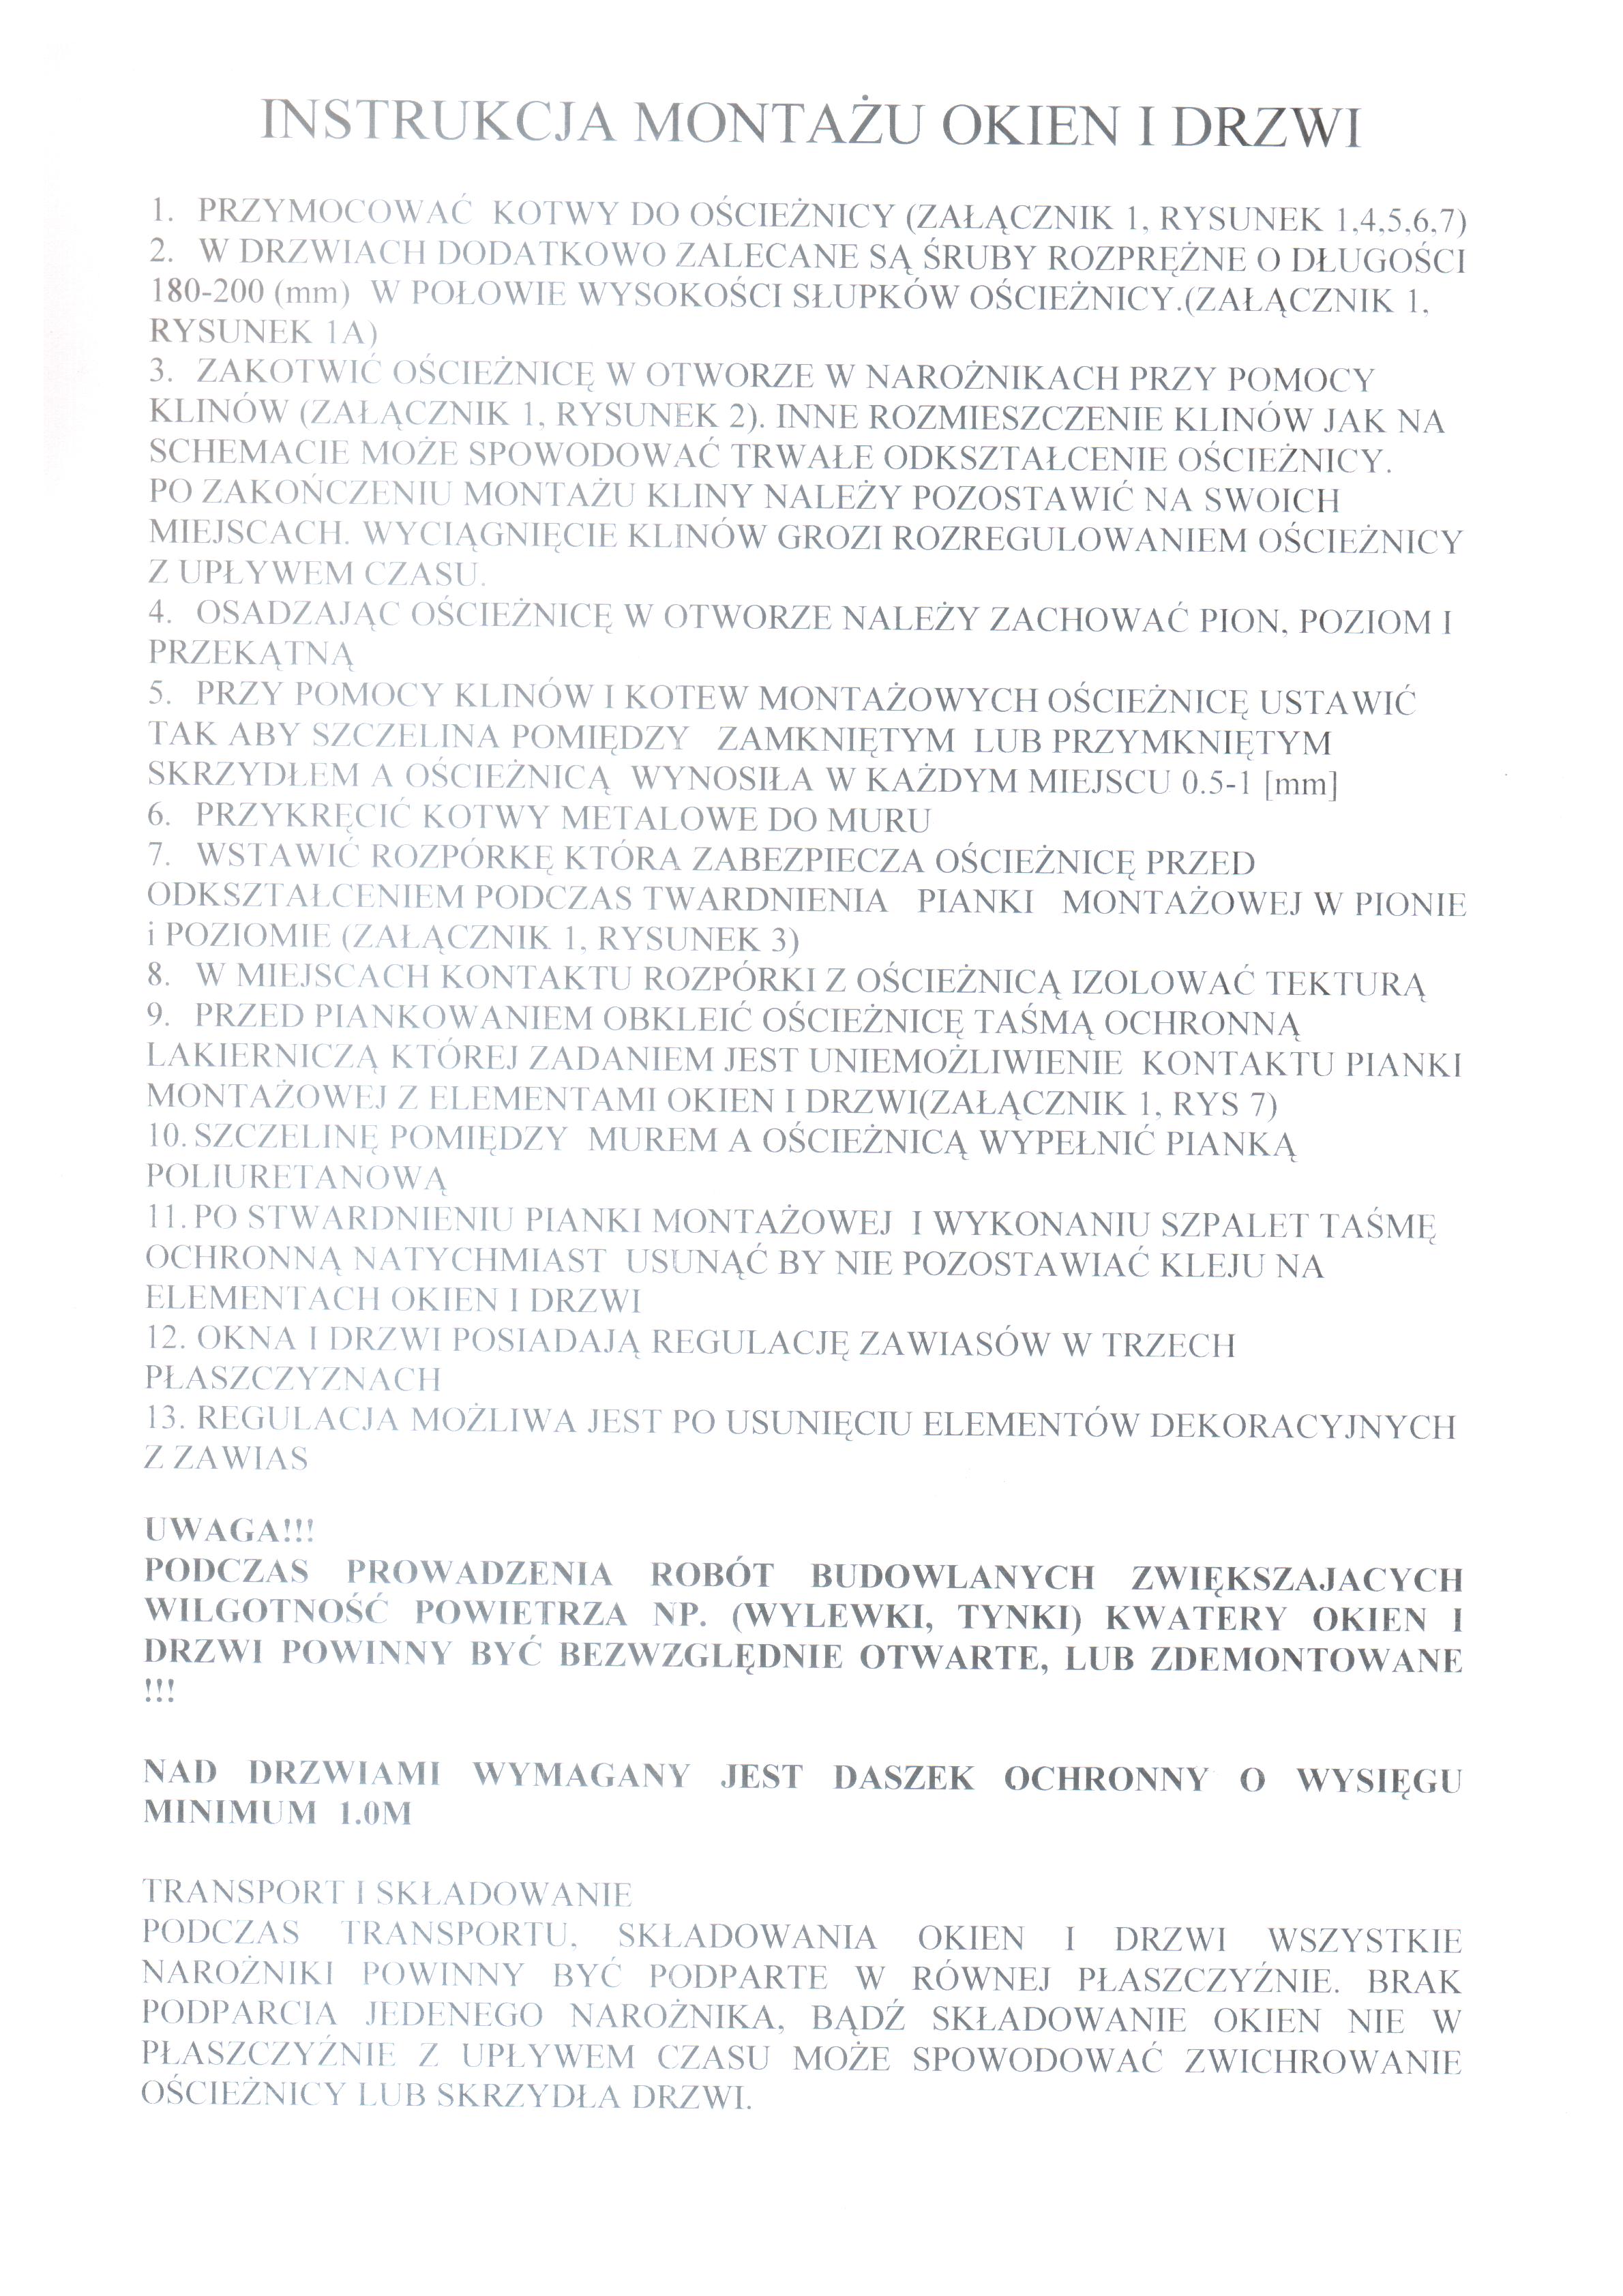 INSTRUKCJA MONTAŻU OKIEN I DRZWI
1. PRZYMOCOWAĆ KOTWY DO OŚCIEŻNICY (ZAŁĄCZNIK 1, RYSUNEK 1,4,5,6,7)
2. W DRZWIACH DODATKOWO ZALECANE SĄ ŚRUBY ROZPRĘŻNE O DŁUGOŚCI
180-200 (mm) W POŁOWIE WYSOKOŚCI SŁUPKÓW OŚCIEŻNICY.(ZAŁĄCZNIK 1,
RYSUNEK 1A)
3. ZAKOTWIĆ OŚCIEŻNICĘ W OTWORZE W NAROŻNIKACH PRZY POMOCY
KLINÓW (ZAŁĄCZNIK 1, RYSUNEK 2). INNE ROZMIESZCZENIE KLINÓW JAK NA
SCHEMACIE MOŻE SPOWODOWAĆ TRWAŁE ODKSZTAŁCENIE OŚCIEŻNICY.
PO ZAKOŃCZENIU MONTAŻU KLINY NALEŻY POZOSTAWIĆ NA SWOICH
MIEJSCACH. WYCIĄGNIĘCIE KLINÓW GROZI ROZREGULOWANIEM OŚCIEŻNICY
Z UPŁYWEM CZASU.
4. OSADZAJĄC OŚCIEŻNICĘ W OTWORZE NALEŻY ZACHOWAĆ PION, POZIOM I
PRZEKĄTNĄ
5. PRZY POMOCY KLINÓW I KOTEW MONTAŻOWYCH OŚCIEŻNICĘ USTAWIĆ
TAK ABY SZCZELINA POMIĘDZY ZAMKNIĘTYM LUB PRZYMKNIĘTYM
SKRZYDŁEM A OŚCIEŻNICĄ WYNOSIŁA W KAŻDYM MIEJSCU 0.5-1 [mm]
6. PRZYKRĘCIĆ KOTWY METALOWE DO MURU
7. WSTAWIĆ ROZPÓRKĘ KTÓRA ZABEZPIECZA OŚCIEŻNICĘ PRZED
ODKSZTAŁCENIEM PODCZAS TWARDNIENIA PIANKI MONTAŻOWEJ W PIONIE
i POZIOMIE (ZAŁĄCZNIK 1, RYSUNEK 3)
8. W MIEJSCACH KONTAKTU ROZPÓRKI Z OŚCIEŻNICĄ IZOLOWAĆ TEKTURĄ
9. PRZED PIANKOWANIEM OBKLEIĆ OŚCIEŻNICĘ TAŚMĄ OCHRONNĄ
LAKIERNICZĄ KTÓREJ ZADANIEM JEST UNIEMOŻLIWIENIE KONTAKTU PIANKI
MONTAŻOWEJ Z ELEMENTAMI OKIEN I DRZWI(ZAŁĄCZNIK 1, RYS 7)
10. SZCZELINĘ POMIĘDZY MUREM A OŚCIEŻNICĄ WYPEŁNIĆ PIANKĄ
POLIURETANOWĄ
11. PO STWARDNIENIU PIANKI MONTAŻOWEJ I WYKONANIU SZPALET TAŚMĘ
OCHRONNĄ NATYCHMIAST USUNĄĆ BY NIE POZOSTAWIAĆ KLEJU NA
ELEMENTACH OKIEN I DRZWI
12. OKNA I DRZWI POSIADAJĄ REGULACJĘ ZAWIASÓW W TRZECH
PŁASZCZYZNACH
13. REGULACJA MOŻLIWA JEST PO USUNIĘCIU ELEMENTÓW DEKORACYJNYCH
Z ZAWIAS
UWAGA!!!
PODCZAS PROWADZENIA ROBÓT BUDOWLANYCH ZWIĘKSZAJACYCH
WILGOTNOŚĆ POWIETRZA NP. (WYLEWKI, TYNKI) KWATERY OKIEN I
DRZWI POWINNY BYĆ BEZWZGLĘDNIE OTWARTE, LUB ZDEMONTOWANE
!!!
NAD DRZWIAMI WYMAGANY JEST DASZEK OCHRONNY O WYSIĘGU
MINIMUM 1.0M
TRANSPORT I SKŁADOWANIE
PODCZAS TRANSPORTU, SKŁADOWANIA OKIEN I DRZWI WSZYSTKIE
NAROŻNIKI POWINNY BYĆ PODPARTE W RÓWNEJ PŁASZCZYŹNIE. BRAK
PODPARCIA JEDENEGO NAROŻNIKA, BĄDŹ SKŁADOWANIE OKIEN NIE W
PŁASZCZYŹNIE Z UPŁYWEM CZASU MOŻE SPOWODOWAĆ ZWICHROWANIE
OŚCIEŻNICY LUB SKRZYDŁA DRZWI.